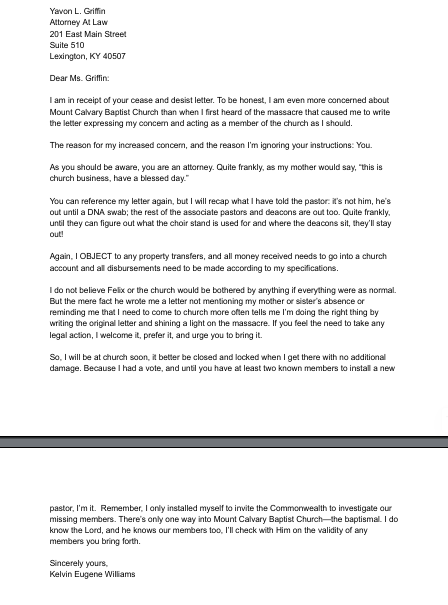 Yavon L. Griffin
Attorney At Law
201 East Main Street
Suite 510
Lexington, KY 40507
Dear Ms. Griffin:
I am in receipt of your cease and desist letter. To be honest, I am even more concerned about
Mount Calvary Baptist Church than when I first heard of the massacre that caused me to write
the letter expressing my concern and acting as a member of the church as I should.
The reason for my increased concern, and the reason I'm ignoring your instructions: You.
As you should be aware, you are an attorney. Quite frankly, as my mother would say, “this is
church business, have a blessed day.”
You can reference my letter again, but I will recap what I have told the pastor: it's not him, he's
out until a DNA swab; the rest of the associate pastors and deacons are out too. Quite frankly,
until they can figure out what the choir stand is used for and where the deacons sit, they'll stay
out!
Again, I OBJECT to any property transfers, and all money received needs to go into a church
account and all disbursements need to be made according to my specifications.
I do not believe Felix or the church would be bothered by anything if everything were as normal.
But the mere fact he wrote me a letter not mentioning my mother or sister's absence or
reminding me that I need to come to church more often tells me I'm doing the right thing by
writing the original letter and shining a light on the massacre. If you feel the need to take any
legal action, I welcome it, prefer it, and urge you to bring it.
So, I will be at church soon, it better be closed and locked when I get there with no additional
damage. Because I had a vote, and until you have at least two known members to install a new
pastor, I'm it.  Remember, I only installed myself to invite the Commonwealth to investigate our
missing members. There's only one way into Mount Calvary Baptist Church—the baptismal. I do
know the Lord, and he knows our members too, I'll check with Him on the validity of any
members you bring forth.
Sincerely yours,
Kelvin Eugene Williams